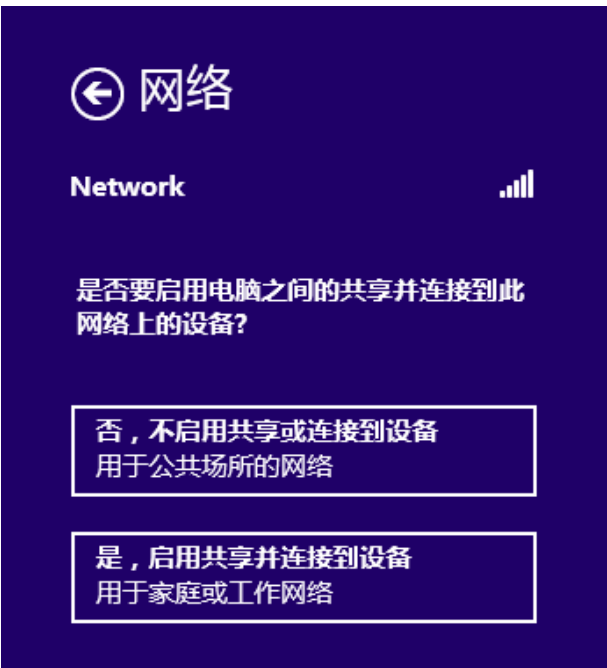 网络
Network
是否要启用电脑之间的共享并连接到此
网络上的设备?
否，不启用共享或连接到设备
用于公共场所的网络
是，启用共享并连接到设备
用于家庭或工作网络